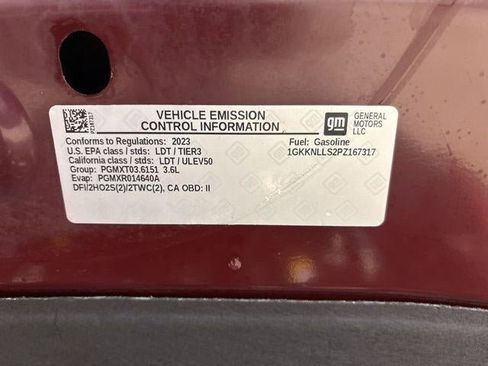 PZ167317
VEHICLE EMISSION
CONTROL INFORMATION
gm
GENERAL
MOTORS
LLC
Conforms to Regulations: 2023
U.S. EPA class / stds: LDT / TIER3
California class / stds: LDT / ULEV50
Group: PGMXT03.6151 3.6L
Evap: PGMXR014640A
DFI/2HO2S(2)/2TWC(2), CA OBD: II
Fuel: Gasoline
1GKKNLLS2PZ167317